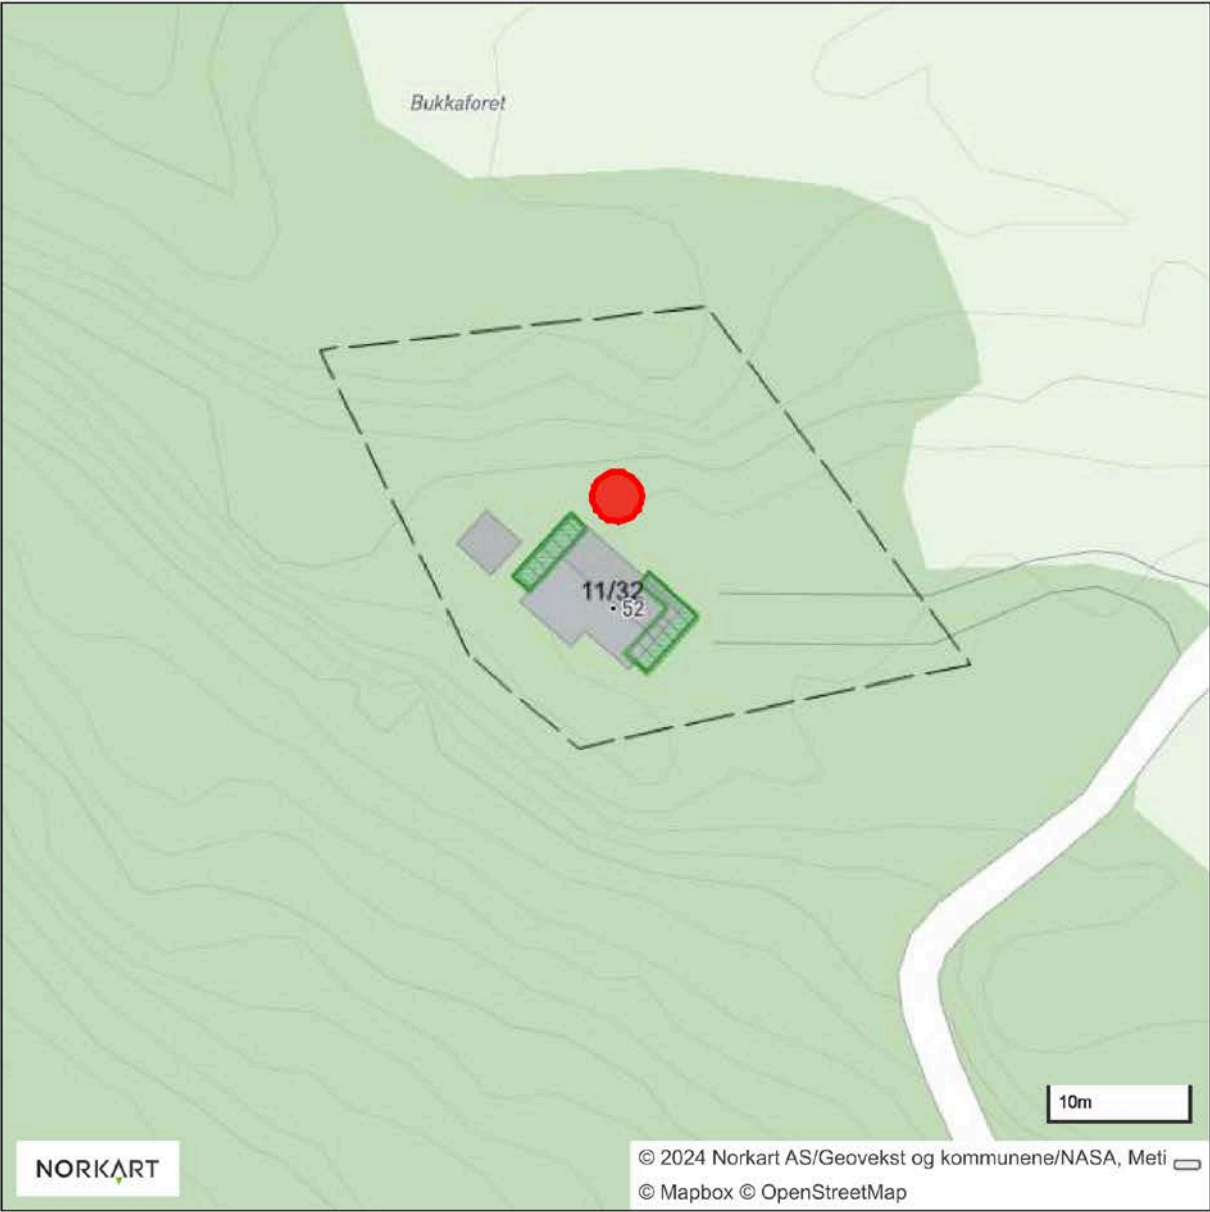 Bukkaforet
11/32
52
10m
NORKART
© 2024 Norkart AS/Geovekst og kommunene/NASA, Meti
© Mapbox © OpenStreetMap